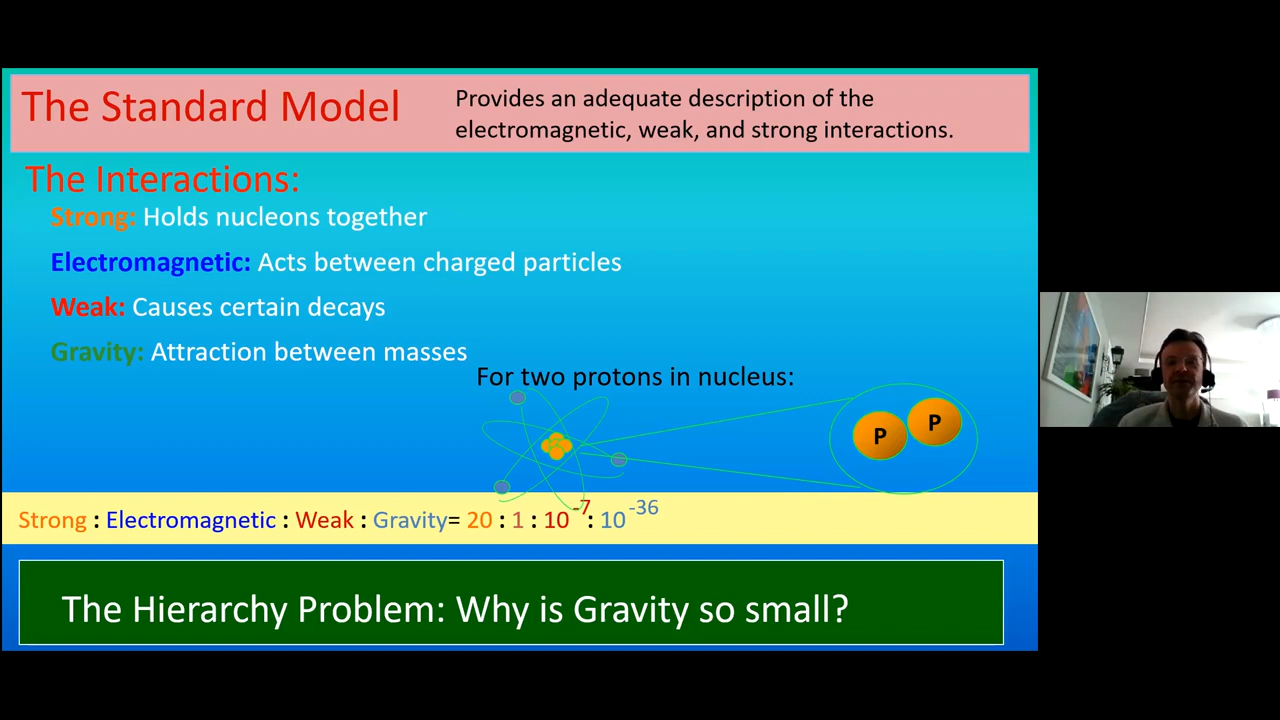 The Standard Model
Provides an adequate description of the
electromagnetic, weak, and strong interactions.
The Interactions:
Strong: Holds nucleons together
Electromagnetic: Acts between charged particles
Weak: Causes certain decays
Gravity: Attraction between masses
For two protons in nucleus:
P P
Strong : Electromagnetic : Weak : Gravity= 20 : 1 : 10⁻⁷ : 10⁻³⁶
The Hierarchy Problem: Why is Gravity so small?